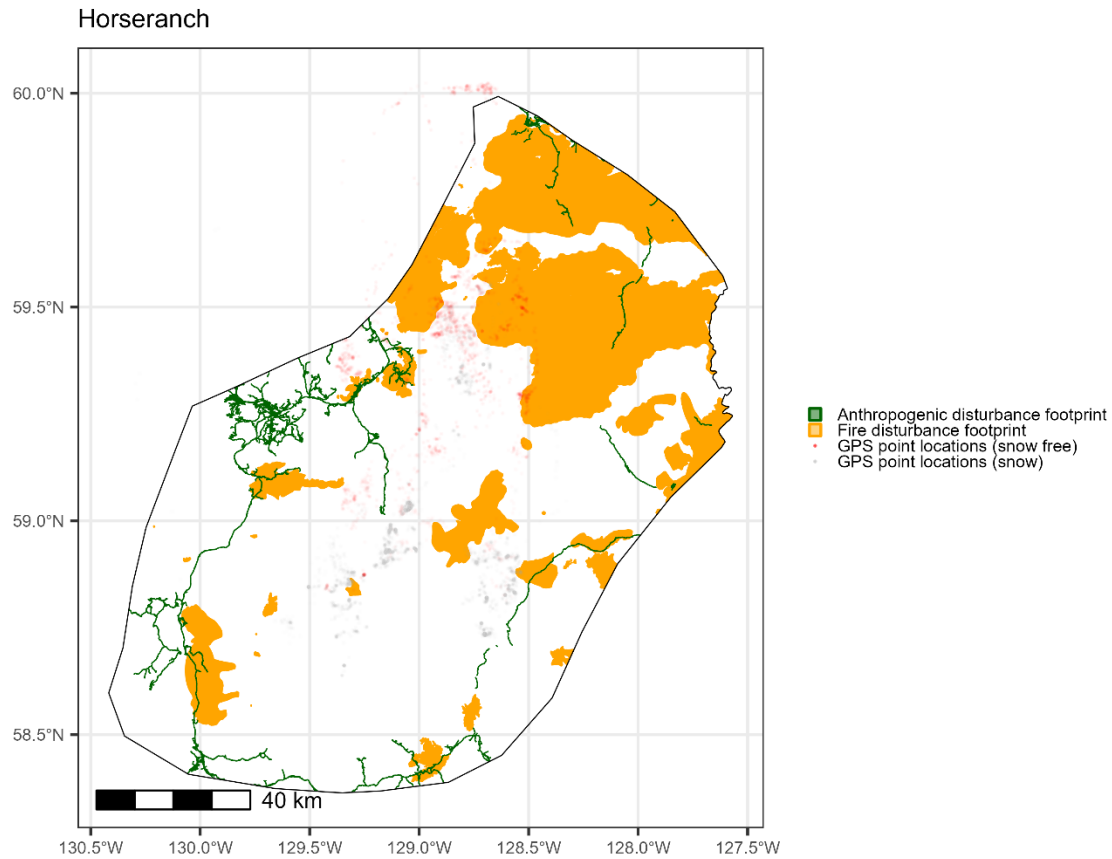 Horseranch
60.0°N
59.5°N
59.0°N
58.5°N
40 km
130.5°W 130.0°W 129.5°W 129.0°W 128.5°W 128.0°W 127.5°W
Anthropogenic disturbance footprint
Fire disturbance footprint
GPS point locations (snow free)
GPS point locations (snow)